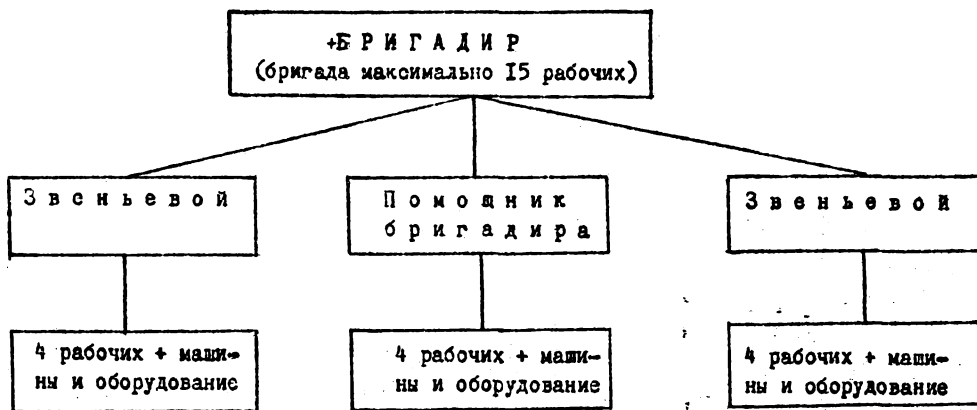 +БРИГАДИР
(бригада максимально I5 рабочих)
Звеньевой
Помощник
бригадира
Звеньевой
4 рабочих + маши-
ны и оборудование
4 рабочих + маши-
ны и оборудование
4 рабочих + маши-
ны и оборудование